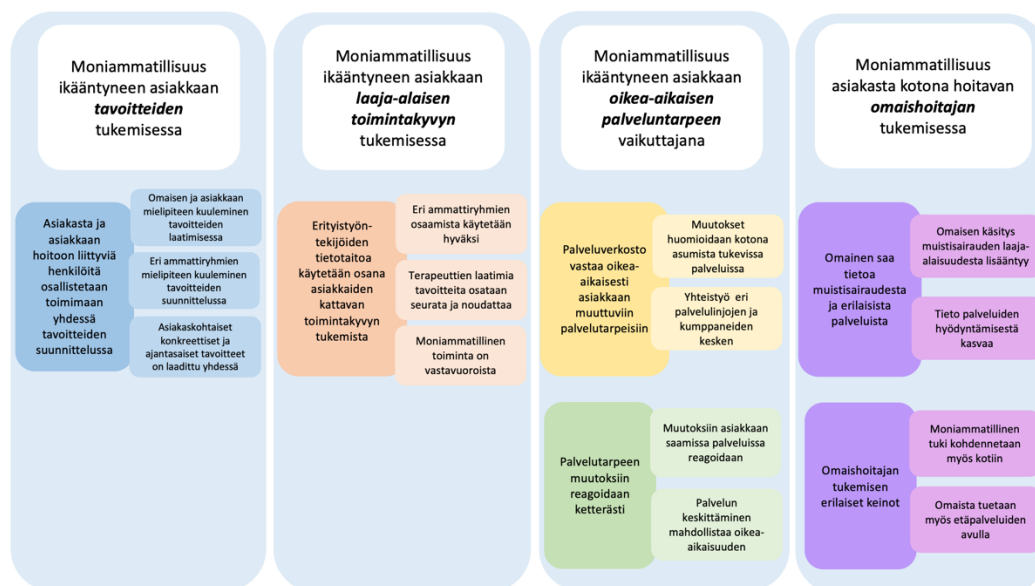 Moniammatillisuus
ikääntyneen asiakkaan
tavoitteiden
tukemisessa
Asiakasta ja
asiakkaan
hoitoon liittyviä
henkilöitä
osallistetaan
toimimaan
yhdessä
tavoitteiden
suunnittelussa
Omaisen ja asiakkaan
mielipiteen kuuleminen
tavoitteiden
laatimisessa
Eri ammattiryhmien
mielipiteen kuuleminen
tavoitteiden
suunnittelussa
Asiakaskohtaiset
konkreettiset ja
ajantasaiset tavoitteet
on laadittu yhdessä
Moniammatillisuus
ikääntyneen asiakkaan
laaja-alaisen
toimintakyvyn
tukemisessa
Erityistyön-
tekijöiden
tietotaitoa
käytetään osana
asiakkaiden
kattavan
toimintakyvyn
tukemista
Eri ammattiryhmien
osaamista käytetään
hyväksi
Terapeuttien laatimia
tavoitteita osataan
seurata ja noudattaa
Moniammatillinen
toiminta on
vastavuoroista
Moniammatillisuus
ikääntyneen asiakkaan
oikea-aikaisen
palveluntarpeen
vaikuttajana
Palveluverkosto
vastaa oikea-
aikaisesti
asiakkaan
muuttuviin
palvelutarpeisiin
Muutokset
huomioidaan kotona
asumista tukevissa
palveluissa
Yhteistyö eri
palvelulinjojen ja
kumppaneiden
kesken
Palvelutarpeen
muutoksiin
reagoidaan
ketterästi
Muutoksiin asiakkaan
saamissa palveluissa
reagoidaan
Palvelun
keskittäminen
mahdollistaa oikea-
aikaisuuden
Moniammatillisuus
asiakasta kotona hoitavan
omaishoitajan
tukemisessa
Omainen saa
tietoa
muistisairaudesta
ja erilaisista
palveluista
Omaisen käsitys
muistisairauden laaja-
alaisuudesta lisääntyy
Tieto palveluiden
hyödyntämisestä
kasvaa
Omaishoitajan
tukemisen
erilaiset keinot
Moniammatillinen
tuki kohdennetaan
myös kotiin
Omaista tuetaan
myös etäpalveluiden
avulla